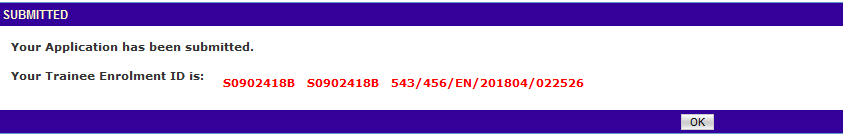 SUBMITTED
Your Application has been submitted.
Your Trainee Enrolment ID is: S0902418B S0902418B 543/456/EN/201804/022526
OK